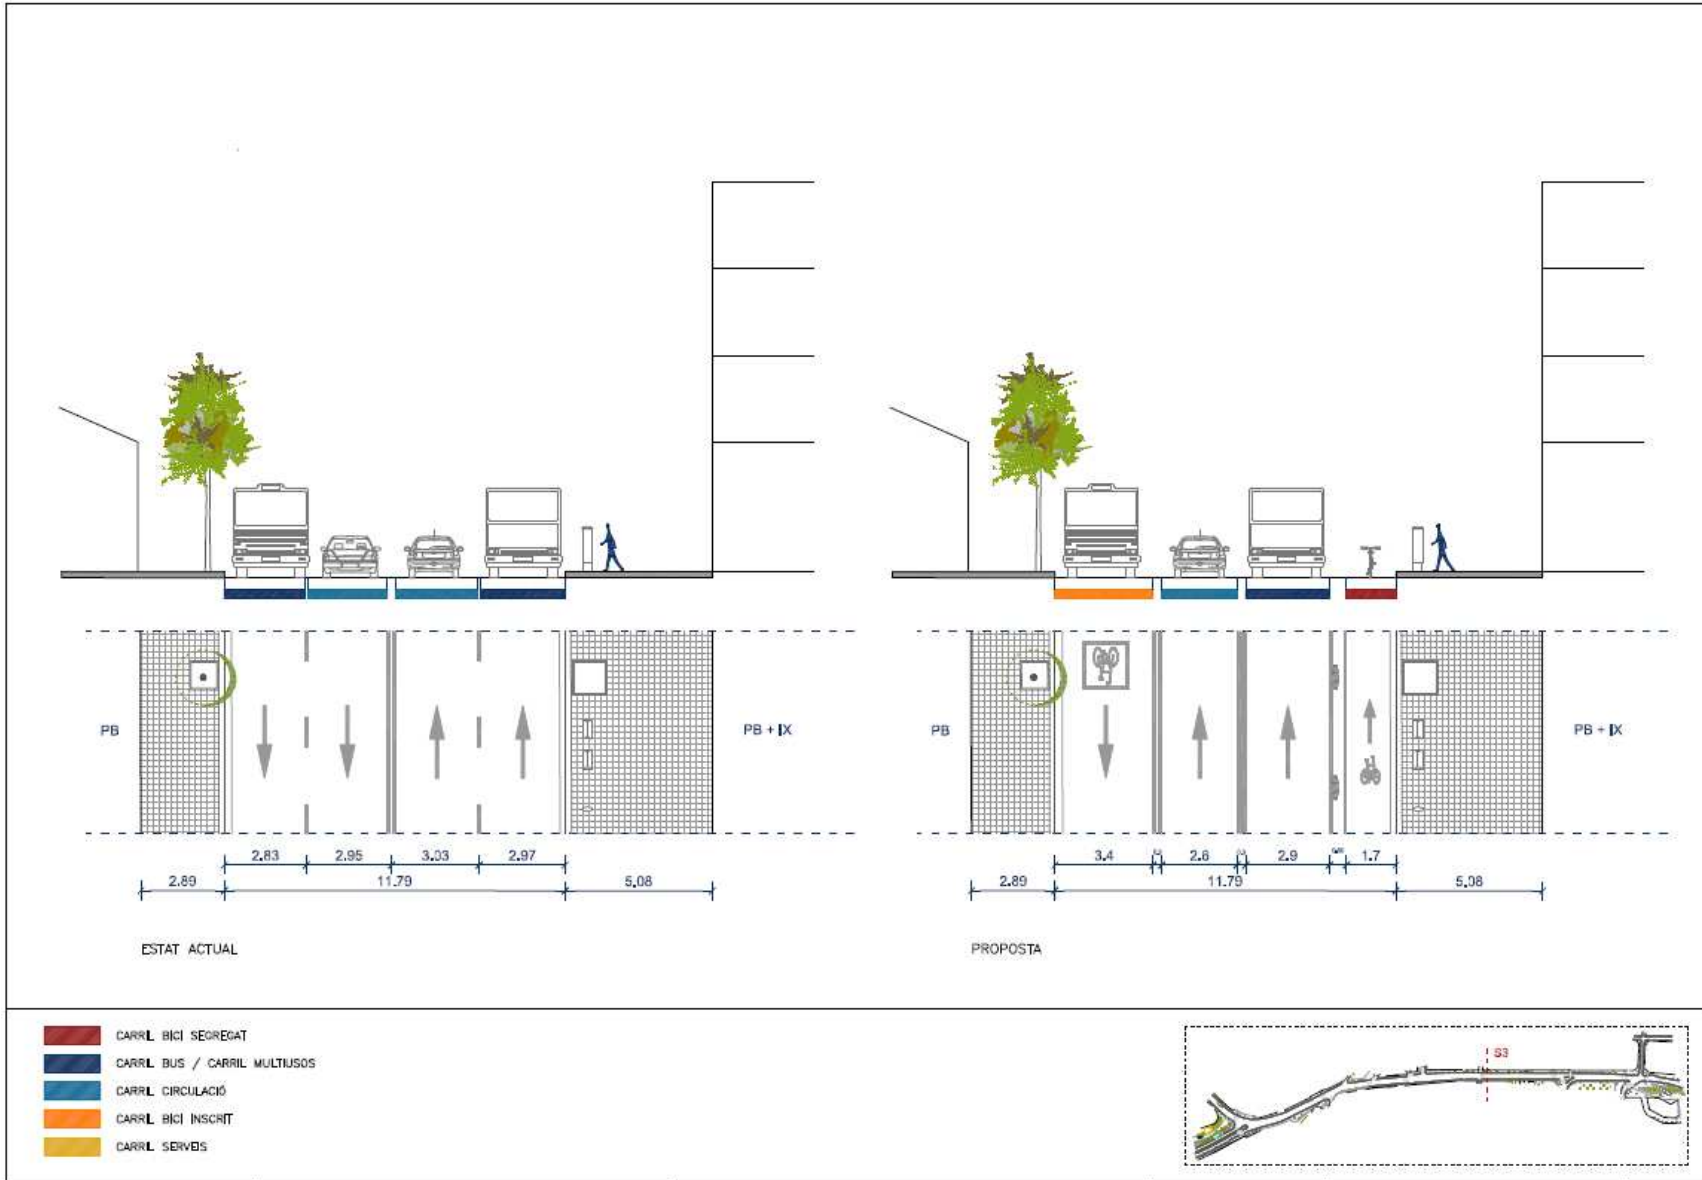 PB
PB + IX
PB
PB + IX
2.83 2.95 3.03 2.97
2.89 11.79 5.08
3.4 2.6 2.9 1.7
2.89 11.79 5.08
ESTAT ACTUAL
PROPOSTA
CARRIL BICI SEGREGAT
CARRIL BUS / CARRIL MULTIUSOS
CARRIL CIRCULACIÓ
CARRIL BICI INSCRIT
CARRIL SERVEIS
S3